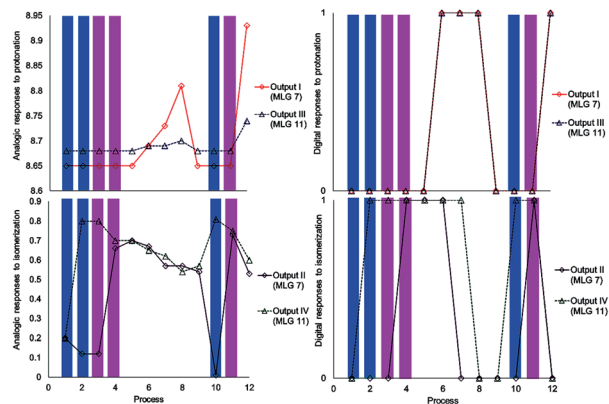 Analogic responses to protonation
8.95
8.9
8.85
8.8
8.75
8.7
8.65
8.6
Output I
(MLG 7)
Output III
(MLG 11)
Digital responses to protonation
1
0
Output I
(MLG 7)
Output III
(MLG 11)
Analogic responses to isomerization
0.9
0.8
0.7
0.6
0.5
0.4
0.3
0.2
0.1
0
0 2 4 6 8 10 12
Process
Output II
(MLG 7)
Output IV
(MLG 11)
Digital responses to isomerization
1
0
0 2 4 6 8 10 12
Process
Output II
(MLG 7)
Output IV
(MLG 11)